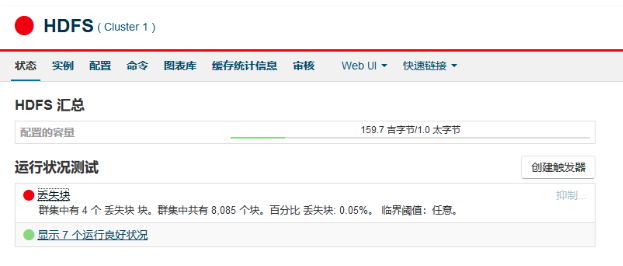 HDFS ( Cluster 1 )
状态 实例 配置 命令 图表库 缓存统计信息 审核 Web UI 快速链接
HDFS 汇总
配置的容量 159.7 吉字节/1.0 太字节
运行状况测试 创建触发器
丢失块 抑制...
群集中有 4 个 丢失块 块。群集中共有 8,085 个块。百分比 丢失块: 0.05%。 临界阈值：任意。
显示 7 个运行良好状况